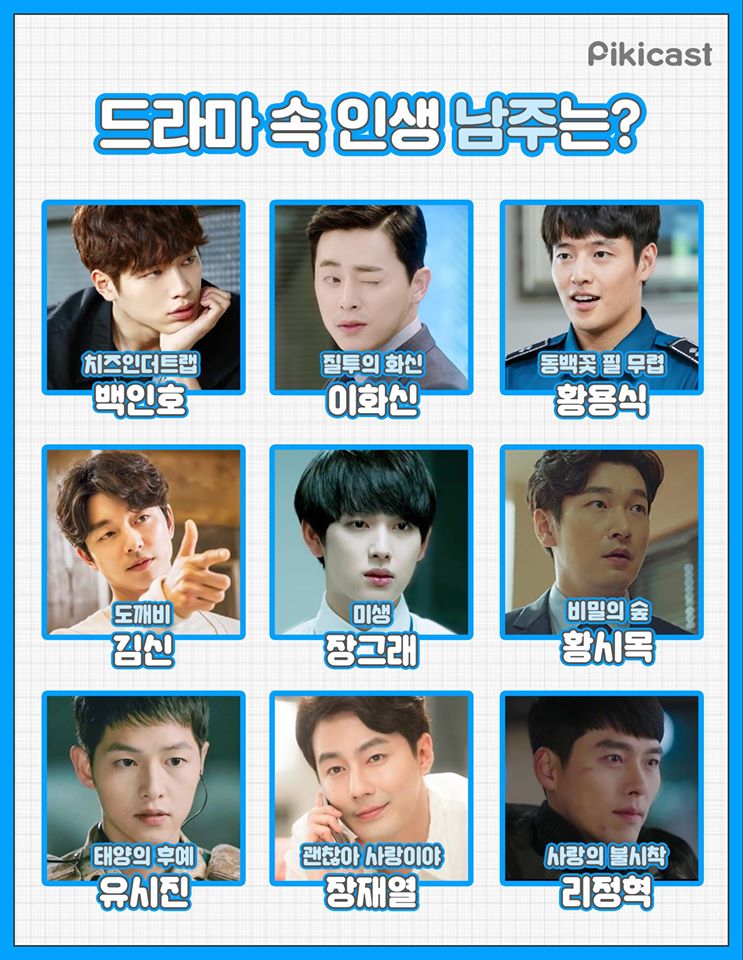 Pikicast
드라마 속 인생 남주는?
치즈인더트랩
백인호
질투의 화신
이화신
동백꽃 필 무렵
황용식
도깨비
김신
미생
장그래
비밀의 숲
황시목
태양의 후예
유시진
괜찮아 사랑이야
장재열
사랑의 불시착
리정혁